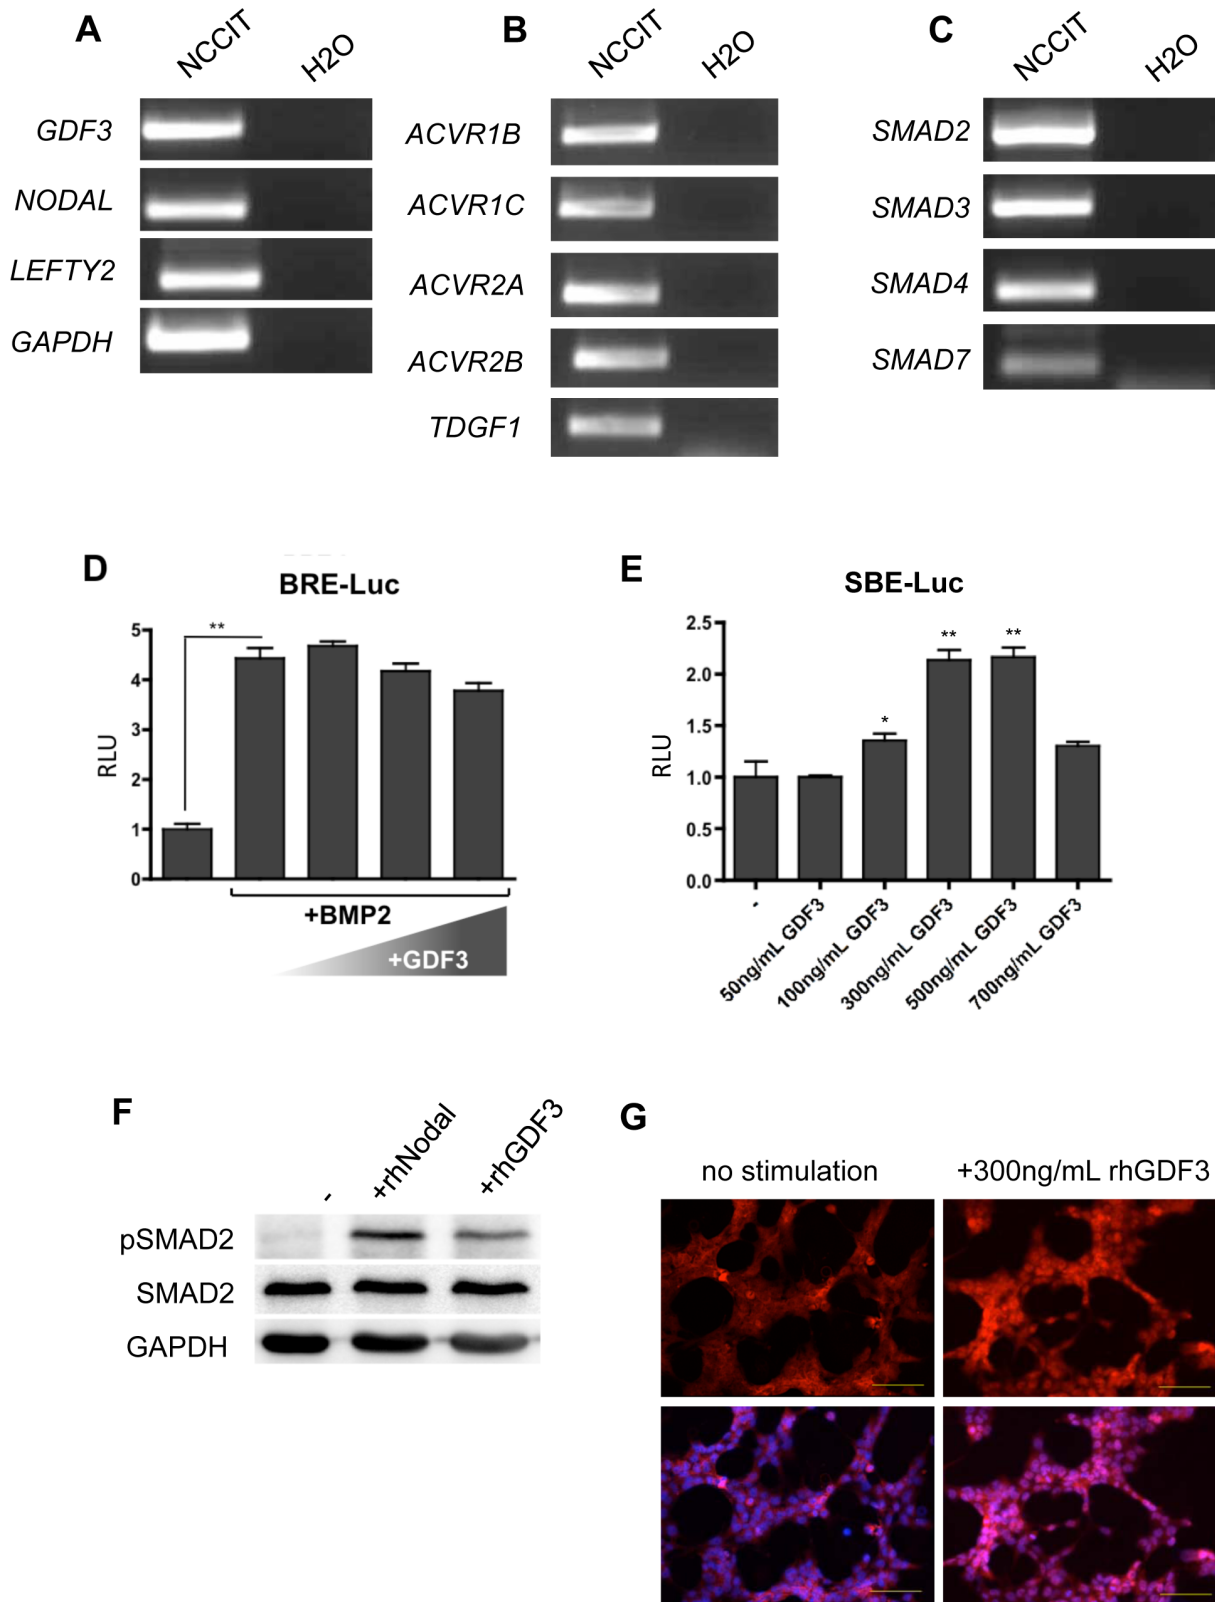 A
NCCIT
H2O
GDF3
NODAL
LEFTY2
GAPDH
B
NCCIT
H2O
ACVR1B
ACVR1C
ACVR2A
ACVR2B
TDGF1
C
NCCIT
H2O
SMAD2
SMAD3
SMAD4
SMAD7
D
BRE-Luc
RLU
5
4
3
2
1
0
**
+BMP2
+GDF3
E
SBE-Luc
RLU
2.5
2.0
1.5
1.0
0.5
0.0
*
**
**
-
50ng/mL GDF3
100ng/mL GDF3
300ng/mL GDF3
500ng/mL GDF3
700ng/mL GDF3
F
-
+rhNodal
+rhGDF3
pSMAD2
SMAD2
GAPDH
G
no stimulation
+300ng/mL rhGDF3